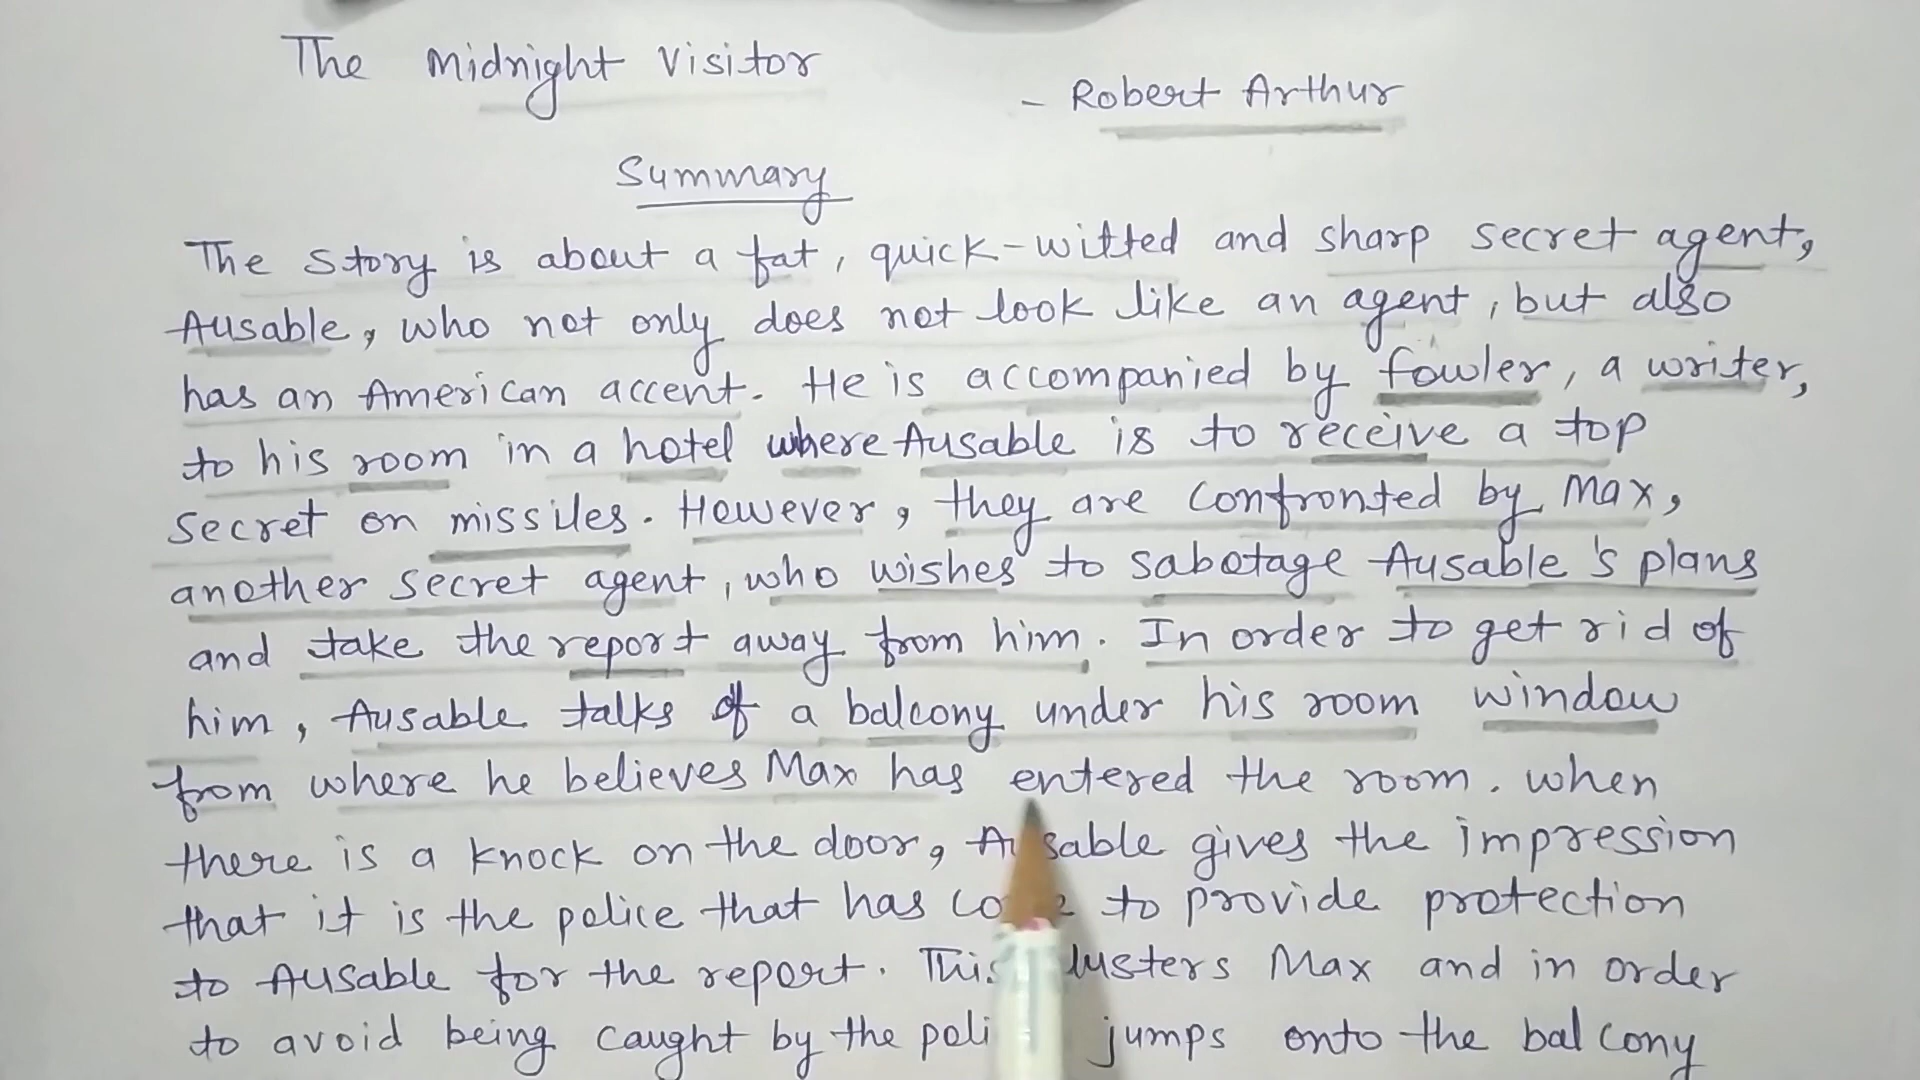 The Midnight Visitor
- Robert Arthur
Summary
The story is about a fat, quick-witted and sharp secret agent,
Ausable, who not only does not look like an agent, but also
has an American accent. He is accompanied by fowler, a writer,
to his room in a hotel where Ausable is to receive a top
secret on missiles. However, they are confronted by Max,
another secret agent, who wishes to sabotage Ausable's plans
and take the report away from him. In order to get rid of
him, Ausable talks of a balcony under his room window
from where he believes Max has entered the room. when
there is a knock on the door, Ausable gives the impression
that it is the police that has to provide protection
to Ausable for the report. This Max and in order
to avoid being caught by the jumps onto the balcony